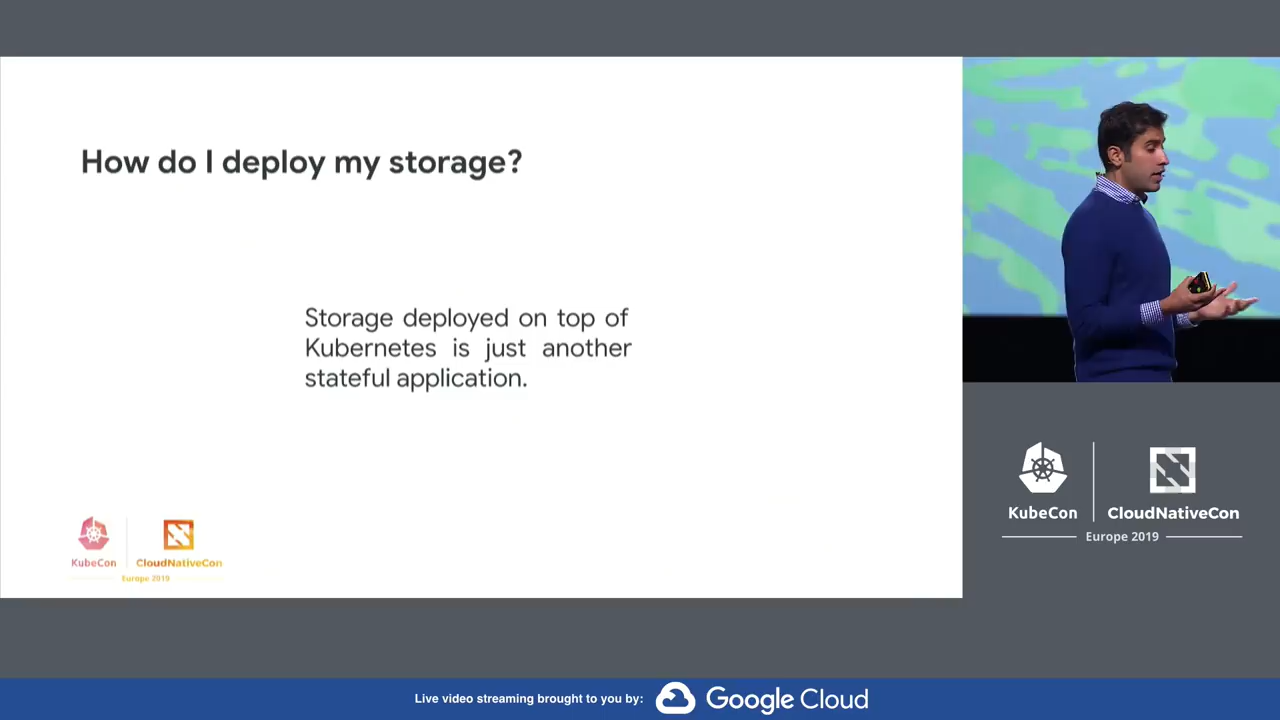 How do I deploy my storage?
Storage deployed on top of
Kubernetes is just another
stateful application.
KubeCon
CloudNativeCon
Europe 2019
KubeCon
CloudNativeCon
Europe 2019
Live video streaming brought to you by:
Google Cloud